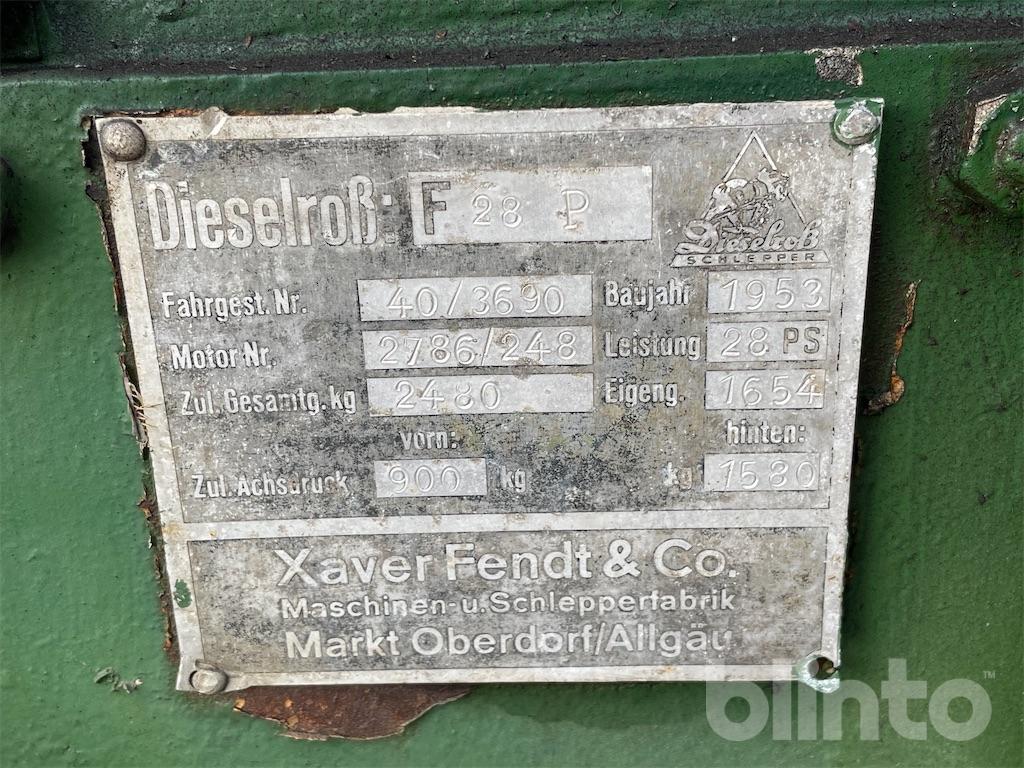 Dieselroß: F 28 P
Dieselroß
SCHLEPPER
Fahrgest. Nr. 40/3690 Baujahr 1953
Motor Nr. 2786/248 Leistung 28 PS
Zul. Gesamtg. kg 2480 Eigeng. 1654
vorn: hinten:
Zul. Achsdruck 900 kg kg 1580
Xaver Fendt & Co.
Maschinen- u. Schlepperfabrik
Markt Oberdorf/Allgäu
blinto™